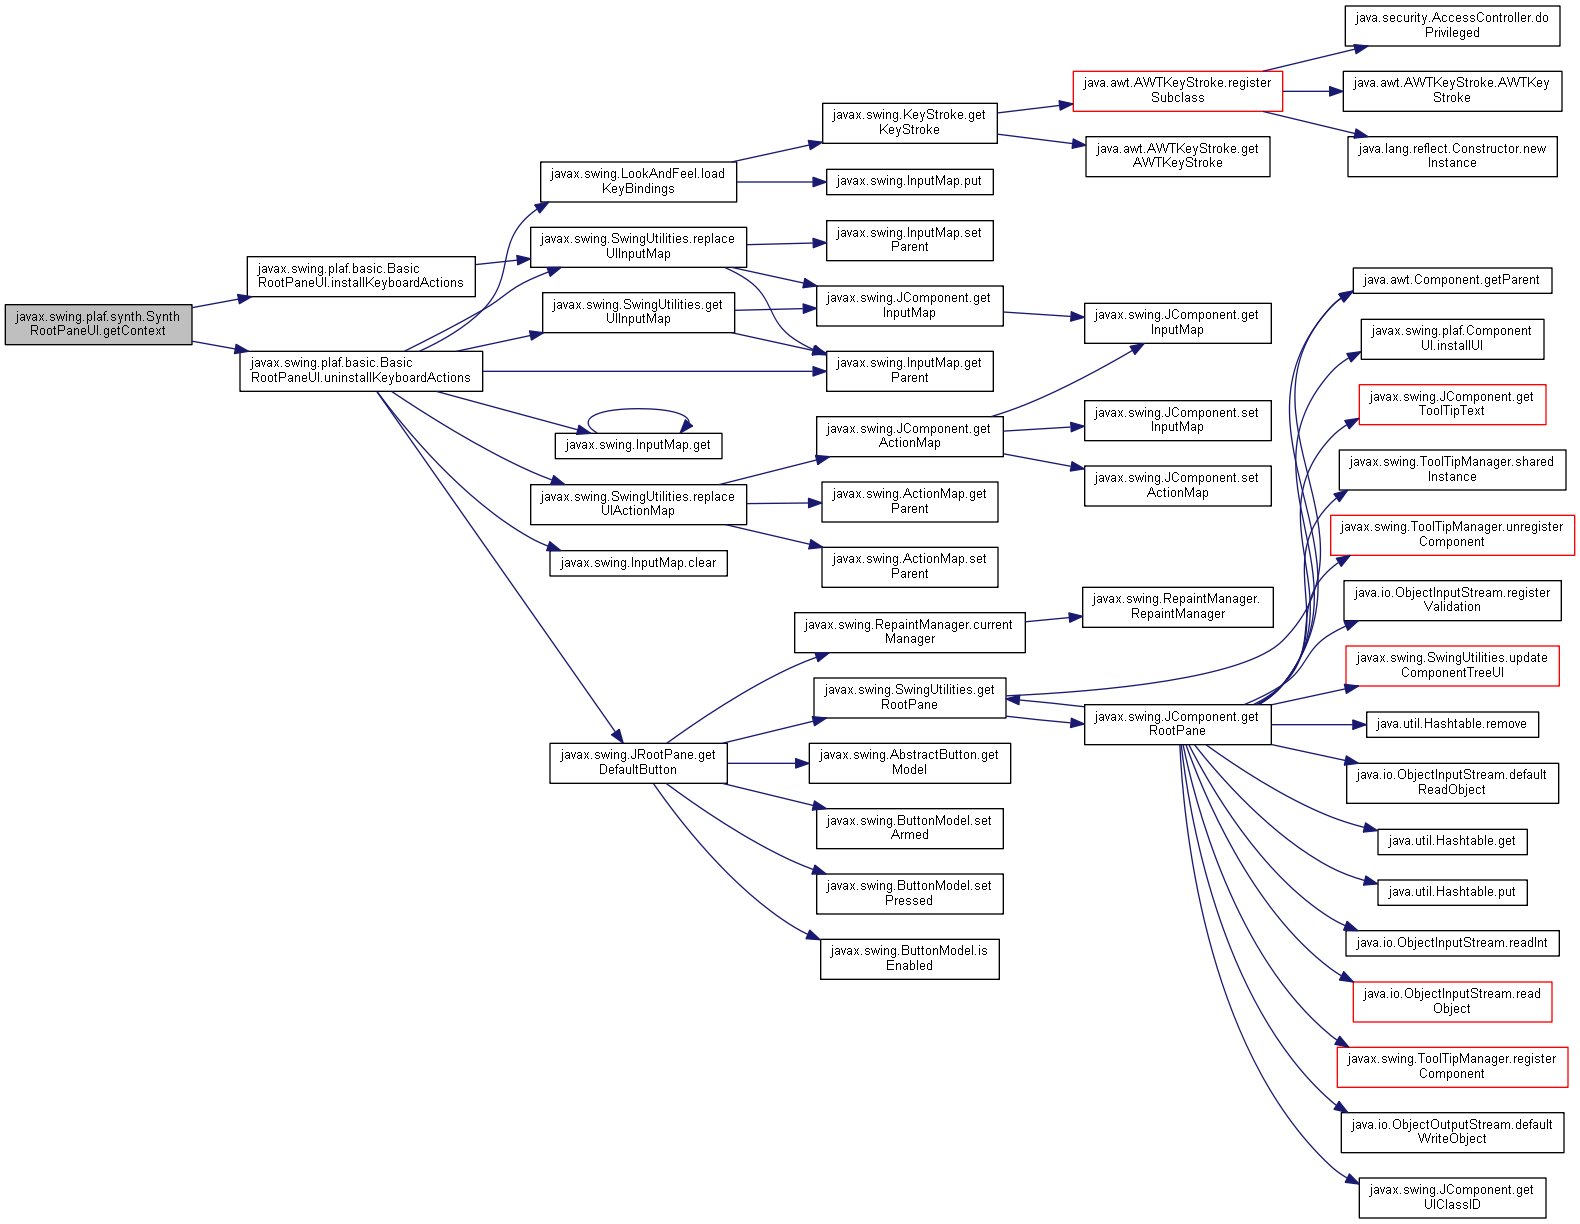 javax.swing.plaf.synth.Synth
RootPaneUI.getContext
javax.swing.plaf.basic.Basic
RootPaneUI.installKeyboardActions
javax.swing.plaf.basic.Basic
RootPaneUI.uninstallKeyboardActions
javax.swing.LookAndFeel.load
KeyBindings
javax.swing.SwingUtilities.replace
UIInputMap
javax.swing.SwingUtilities.get
UIInputMap
javax.swing.InputMap.get
javax.swing.SwingUtilities.replace
UIActionMap
javax.swing.InputMap.clear
javax.swing.JRootPane.get
DefaultButton
javax.swing.KeyStroke.get
KeyStroke
javax.swing.InputMap.put
javax.swing.InputMap.set
Parent
javax.swing.JComponent.get
InputMap
javax.swing.InputMap.get
Parent
javax.swing.JComponent.get
ActionMap
javax.swing.ActionMap.get
Parent
javax.swing.ActionMap.set
Parent
javax.swing.RepaintManager.current
Manager
javax.swing.SwingUtilities.get
RootPane
javax.swing.AbstractButton.get
Model
javax.swing.ButtonModel.set
Armed
javax.swing.ButtonModel.set
Pressed
javax.swing.ButtonModel.is
Enabled
java.awt.AWTKeyStroke.register
Subclass
java.awt.AWTKeyStroke.get
AWTKeyStroke
javax.swing.JComponent.get
InputMap
javax.swing.JComponent.set
InputMap
javax.swing.JComponent.set
ActionMap
javax.swing.RepaintManager.
RepaintManager
javax.swing.JComponent.get
RootPane
java.security.AccessController.do
Privileged
java.awt.AWTKeyStroke.AWTKey
Stroke
java.lang.reflect.Constructor.new
Instance
java.awt.Component.getParent
javax.swing.plaf.Component
UI.installUI
javax.swing.JComponent.get
ToolTipText
javax.swing.ToolTipManager.shared
Instance
javax.swing.ToolTipManager.unregister
Component
java.io.ObjectInputStream.register
Validation
javax.swing.SwingUtilities.update
ComponentTreeUI
java.util.Hashtable.remove
java.io.ObjectInputStream.default
ReadObject
java.util.Hashtable.get
java.util.Hashtable.put
java.io.ObjectInputStream.readInt
java.io.ObjectInputStream.read
Object
javax.swing.ToolTipManager.register
Component
java.io.ObjectOutputStream.default
WriteObject
javax.swing.JComponent.get
UIClassID